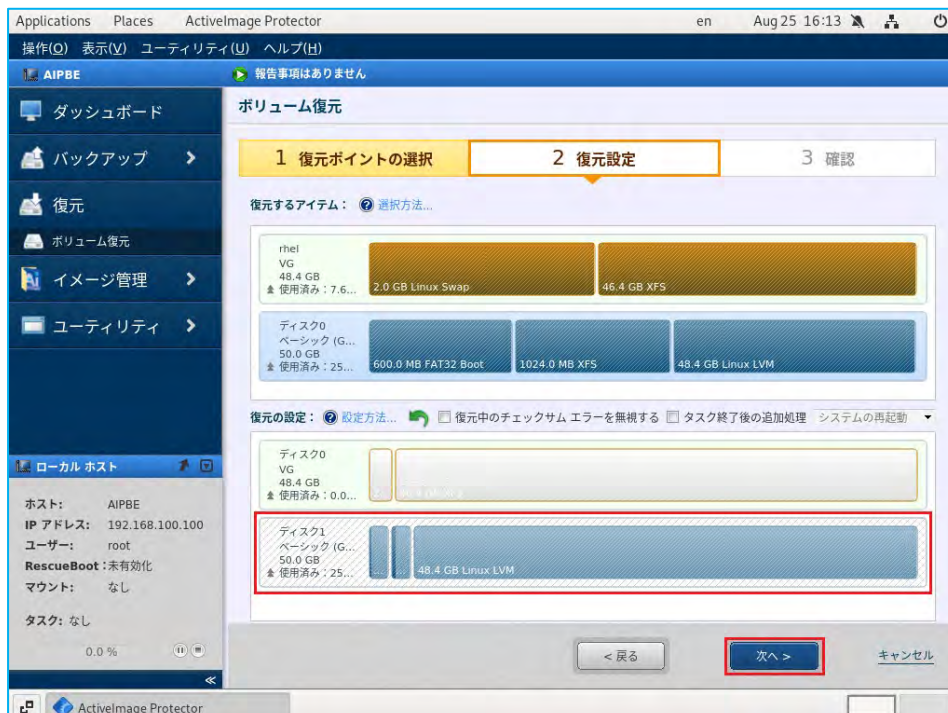 Applications Places ActiveImage Protector en Aug 25 16:13
操作(O) 表示(V) ユーティリティ(U) ヘルプ(H)
AIPBE
報告事項はありません
ダッシュボード
バックアップ
復元
ボリューム復元
イメージ管理
ユーティリティ
ボリューム復元
1 復元ポイントの選択
2 復元設定
3 確認
復元するアイテム： 選択方法...
rhel
VG
48.4 GB
使用済み：7.6...
2.0 GB Linux Swap
46.4 GB XFS
ディスク0
ベーシック (G...
50.0 GB
使用済み：25...
600.0 MB FAT32 Boot
1024.0 MB XFS
48.4 GB Linux LVM
復元の設定： 設定方法... 復元中のチェックサム エラーを無視する タスク終了後の追加処理 システムの再起動
ディスク0
VG
48.4 GB
使用済み：0.0...
ディスク1
ベーシック (G...
50.0 GB
使用済み：25...
...
...
48.4 GB Linux LVM
ローカル ホスト
ホスト: AIPBE
IP アドレス: 192.168.100.100
ユーザー: root
RescueBoot：未有効化
マウント: なし
タスク: なし
0.0 %
< 戻る
次へ >
キャンセル
«
ActiveImage Protector